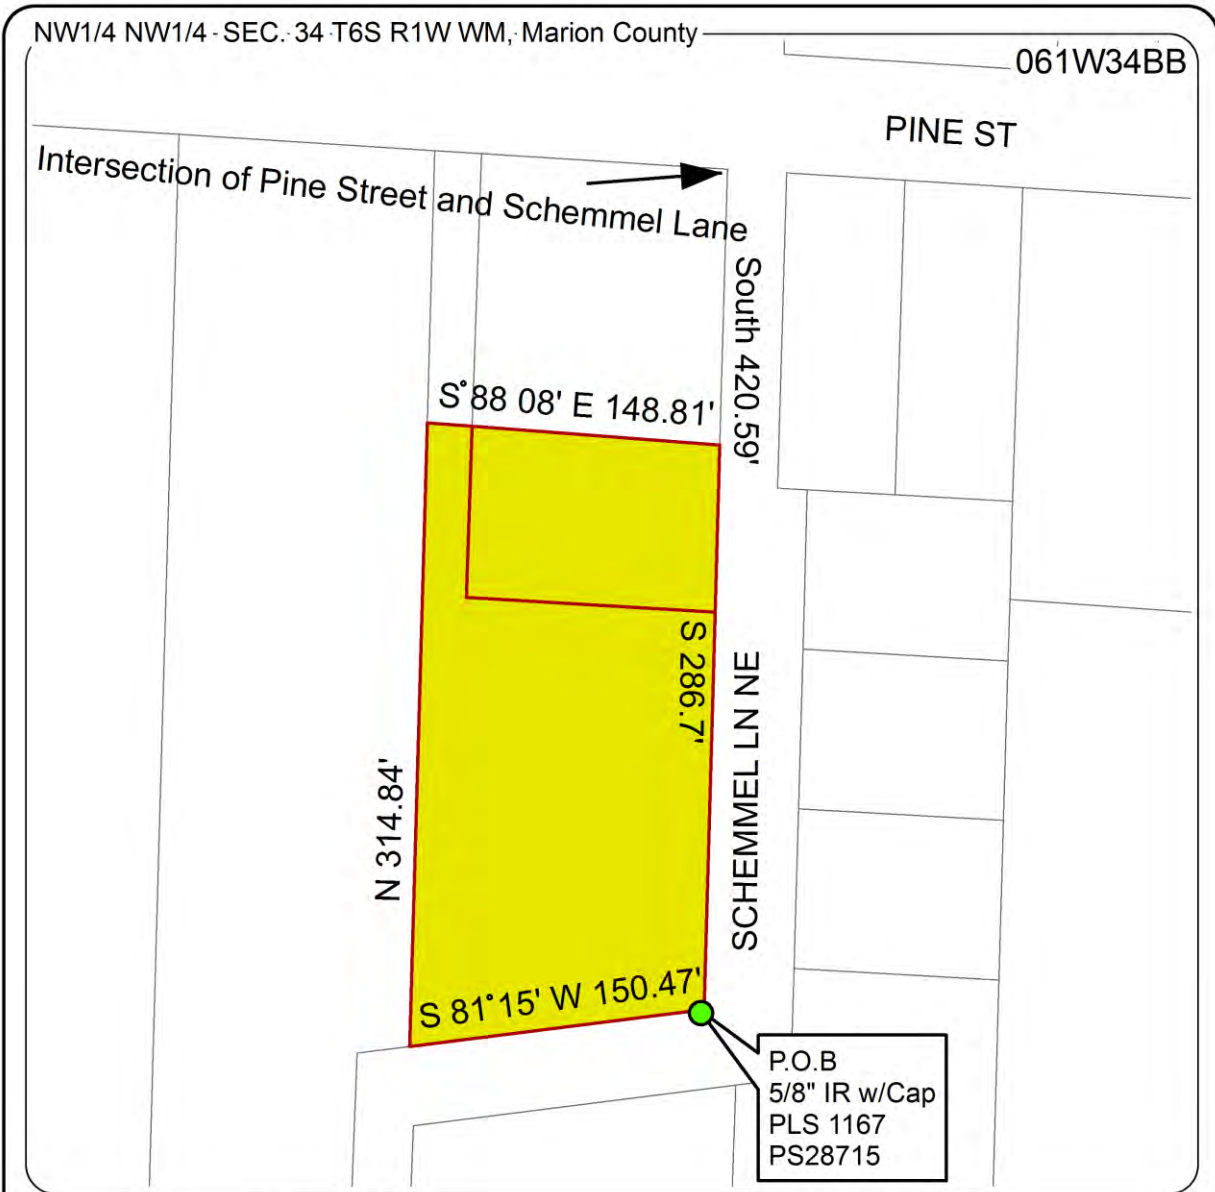 NW1/4 NW1/4 - SEC. 34 T6S R1W WM, Marion County
061W34BB
PINE ST
Intersection of Pine Street and Schemmel Lane
South 420.59'
S°88 08' E 148.81'
S 286.7'
SCHEMMEL LN NE
N 314.84'
S 81°15' W 150.47'
P.O.B
5/8" IR w/Cap
PLS 1167
PS28715